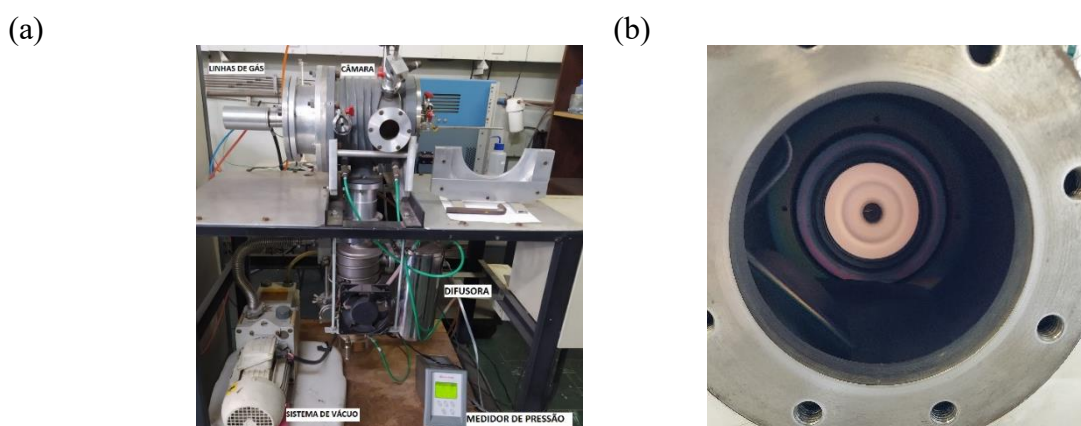 (a)
(b)
LINHAS DE GÁS
CÂMARA
DIFUSORA
SISTEMA DE VÁCUO
MEDIDOR DE PRESSÃO